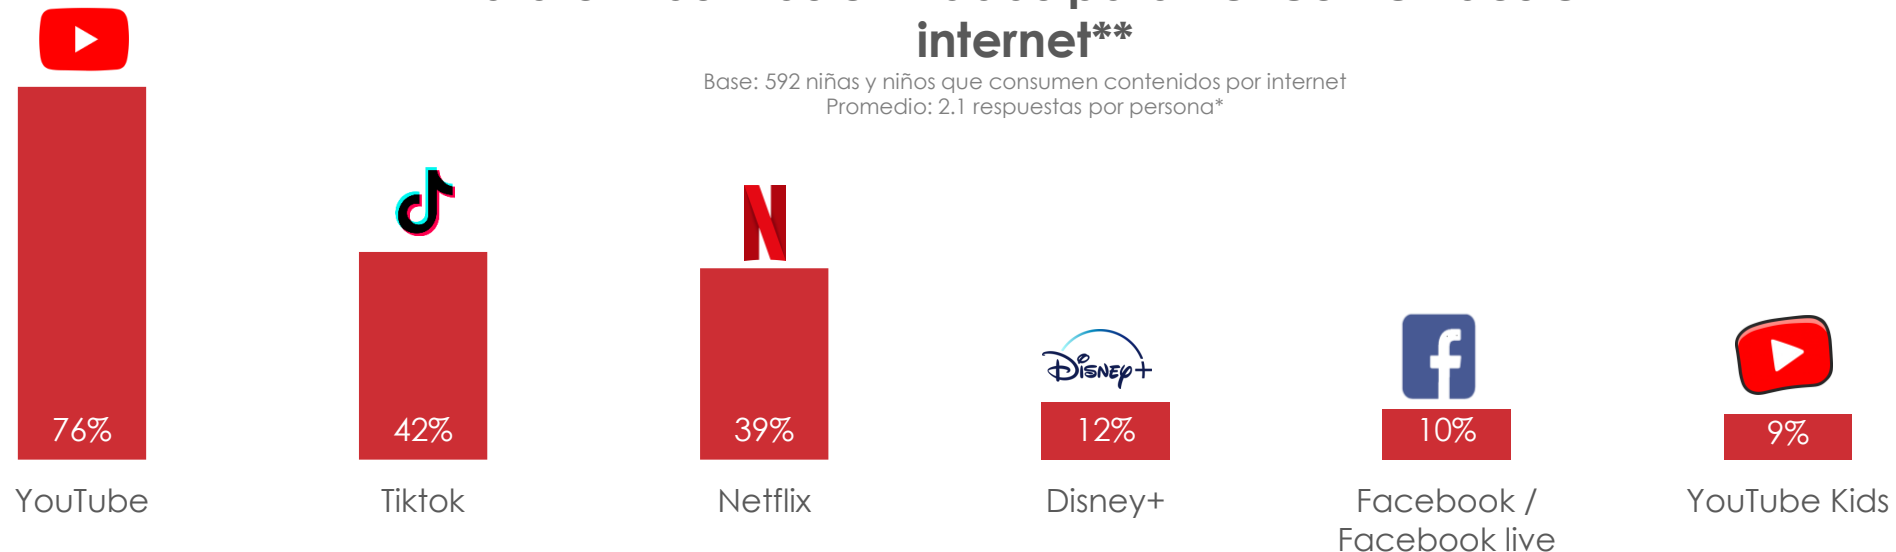 internet**
Base: 592 niñas y niños que consumen contenidos por internet
Promedio: 2.1 respuestas por persona*
Disney+
76%
42%
39%
12%
10%
9%
YouTube
Tiktok
Netflix
Disney+
Facebook /
Facebook live
YouTube Kids